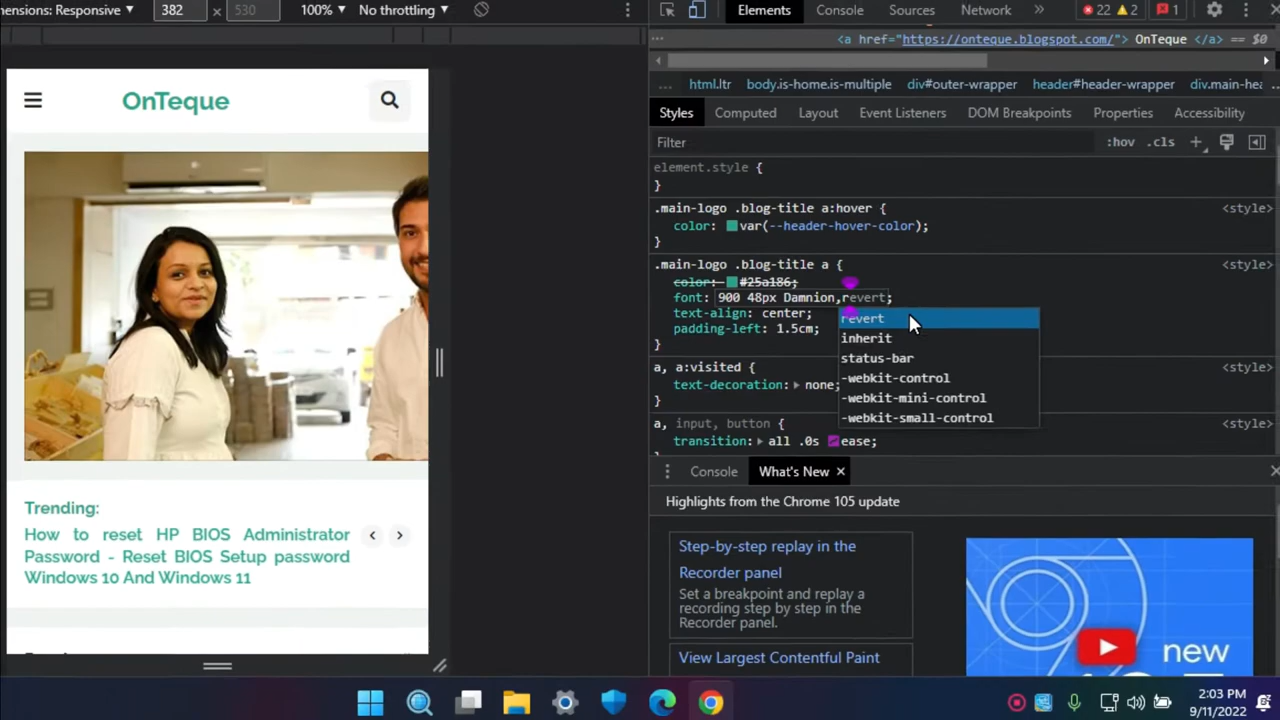 nensions: Responsive ▼ 382 × 530 100% ▼ No throttling ▼
Elements Console Sources Network » 22 2 1
<a href="https://onteque.blogspot.com/"> OnTeque </a> == $0
... html.ltr body.is-home.is-multiple div#outer-wrapper header#header-wrapper div.main-hea ...
Styles Computed Layout Event Listeners DOM Breakpoints Properties Accessibility
Filter :hov .cls +
element.style {
}
.main-logo .blog-title a:hover { <style>
color: var(--header-hover-color);
}
.main-logo .blog-title a { <style>
color: #25a186;
font: 900 48px Damnion,revert;
text-align: center;
padding-left: 1.5cm;
}
revert
inherit
status-bar
-webkit-control
-webkit-mini-control
-webkit-small-control
a, a:visited { <style>
text-decoration: none;
}
a, input, button { <style>
transition: all .0s ease;
Console What's New ×
Highlights from the Chrome 105 update
Step-by-step replay in the
Recorder panel
Set a breakpoint and replay a
recording step by step in the
Recorder panel.
View Largest Contentful Paint
new
OnTeque
Trending:
How to reset HP BIOS Administrator
Password - Reset BIOS Setup password
Windows 10 And Windows 11
2:03 PM
9/11/2022